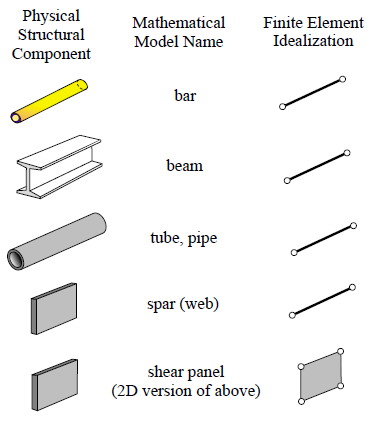 Physical
Structural
Component
Mathematical
Model Name
Finite Element
Idealization
bar
beam
tube, pipe
spar (web)
shear panel
(2D version of above)